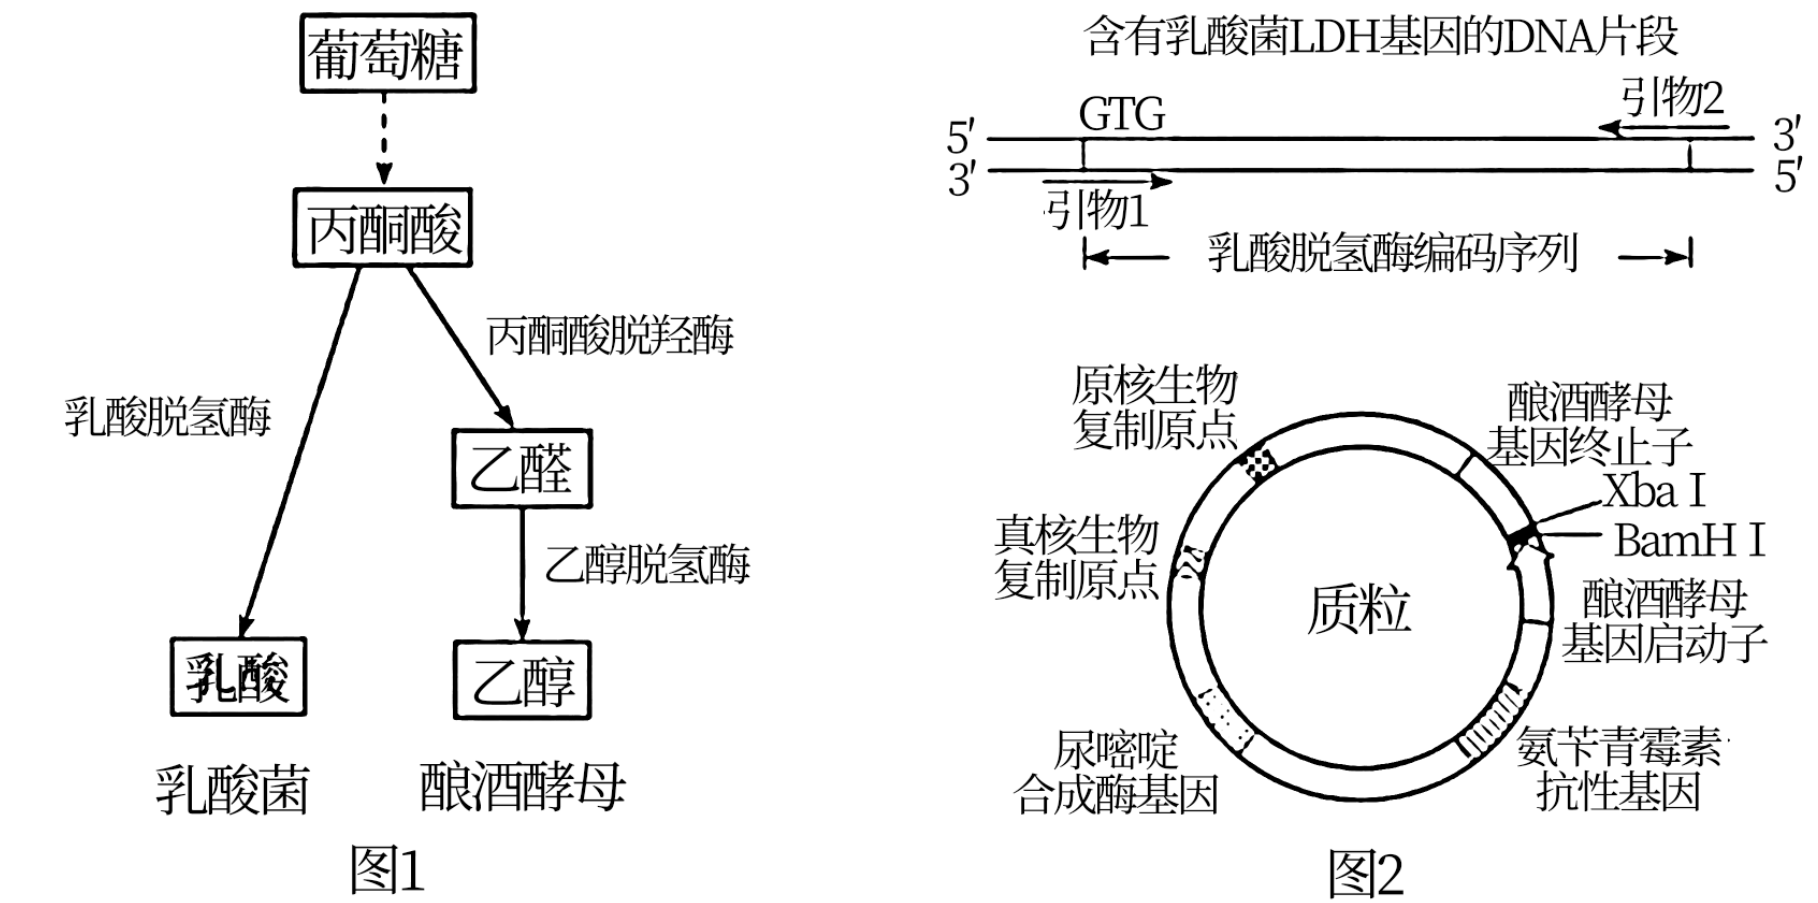 葡萄糖
丙酮酸
丙酮酸脱羟酶
乳酸脱氢酶
乙醛
乙醇脱氢酶
乳酸
乙醇
乳酸菌
酿酒酵母
图1
含有乳酸菌LDH基因的DNA片段
引物2
GTG
5′
3′
3′
5′
引物1
乳酸脱氢酶编码序列
原核生物
复制原点
酿酒酵母
基因终止子
Xba I
BamH I
真核生物
复制原点
质粒
酿酒酵母
基因启动子
尿嘧啶
合成酶基因
氨苄青霉素
抗性基因
图2